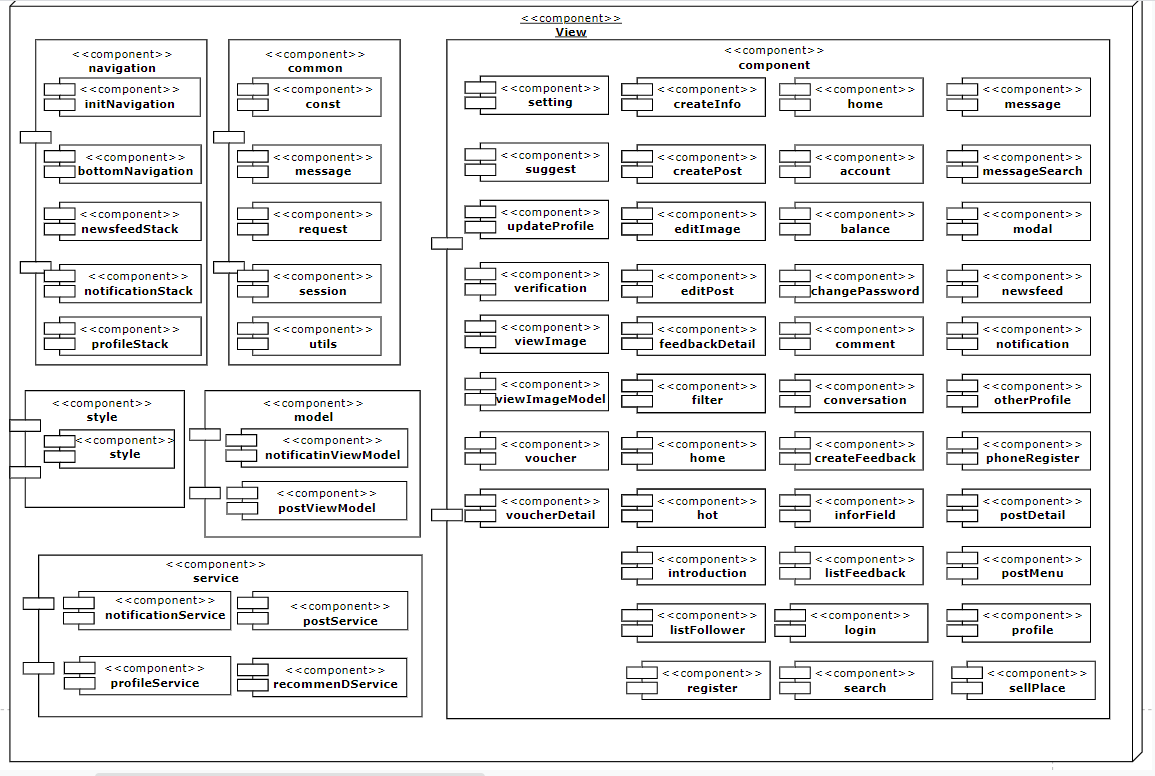 <<component>>
View
<<component>>
navigation
<<component>>
initNavigation
<<component>>
bottomNavigation
<<component>>
newsfeedStack
<<component>>
notificationStack
<<component>>
profileStack
<<component>>
common
<<component>>
const
<<component>>
message
<<component>>
request
<<component>>
session
<<component>>
utils
<<component>>
style
<<component>>
style
<<component>>
model
<<component>>
notificatinViewModel
<<component>>
postViewModel
<<component>>
service
<<component>>
notificationService
<<component>>
postService
<<component>>
profileService
<<component>>
recommenDService
<<component>>
component
<<component>>
setting
<<component>>
suggest
<<component>>
updateProfile
<<component>>
verification
<<component>>
viewImage
<<component>>
viewImageModel
<<component>>
voucher
<<component>>
voucherDetail
<<component>>
createInfo
<<component>>
createPost
<<component>>
editImage
<<component>>
editPost
<<component>>
feedbackDetail
<<component>>
filter
<<component>>
home
<<component>>
hot
<<component>>
introduction
<<component>>
listFollower
<<component>>
register
<<component>>
home
<<component>>
account
<<component>>
balance
<<component>>
changePassword
<<component>>
comment
<<component>>
conversation
<<component>>
createFeedback
<<component>>
inforField
<<component>>
listFeedback
<<component>>
login
<<component>>
search
<<component>>
message
<<component>>
messageSearch
<<component>>
modal
<<component>>
newsfeed
<<component>>
notification
<<component>>
otherProfile
<<component>>
phoneRegister
<<component>>
postDetail
<<component>>
postMenu
<<component>>
profile
<<component>>
sellPlace